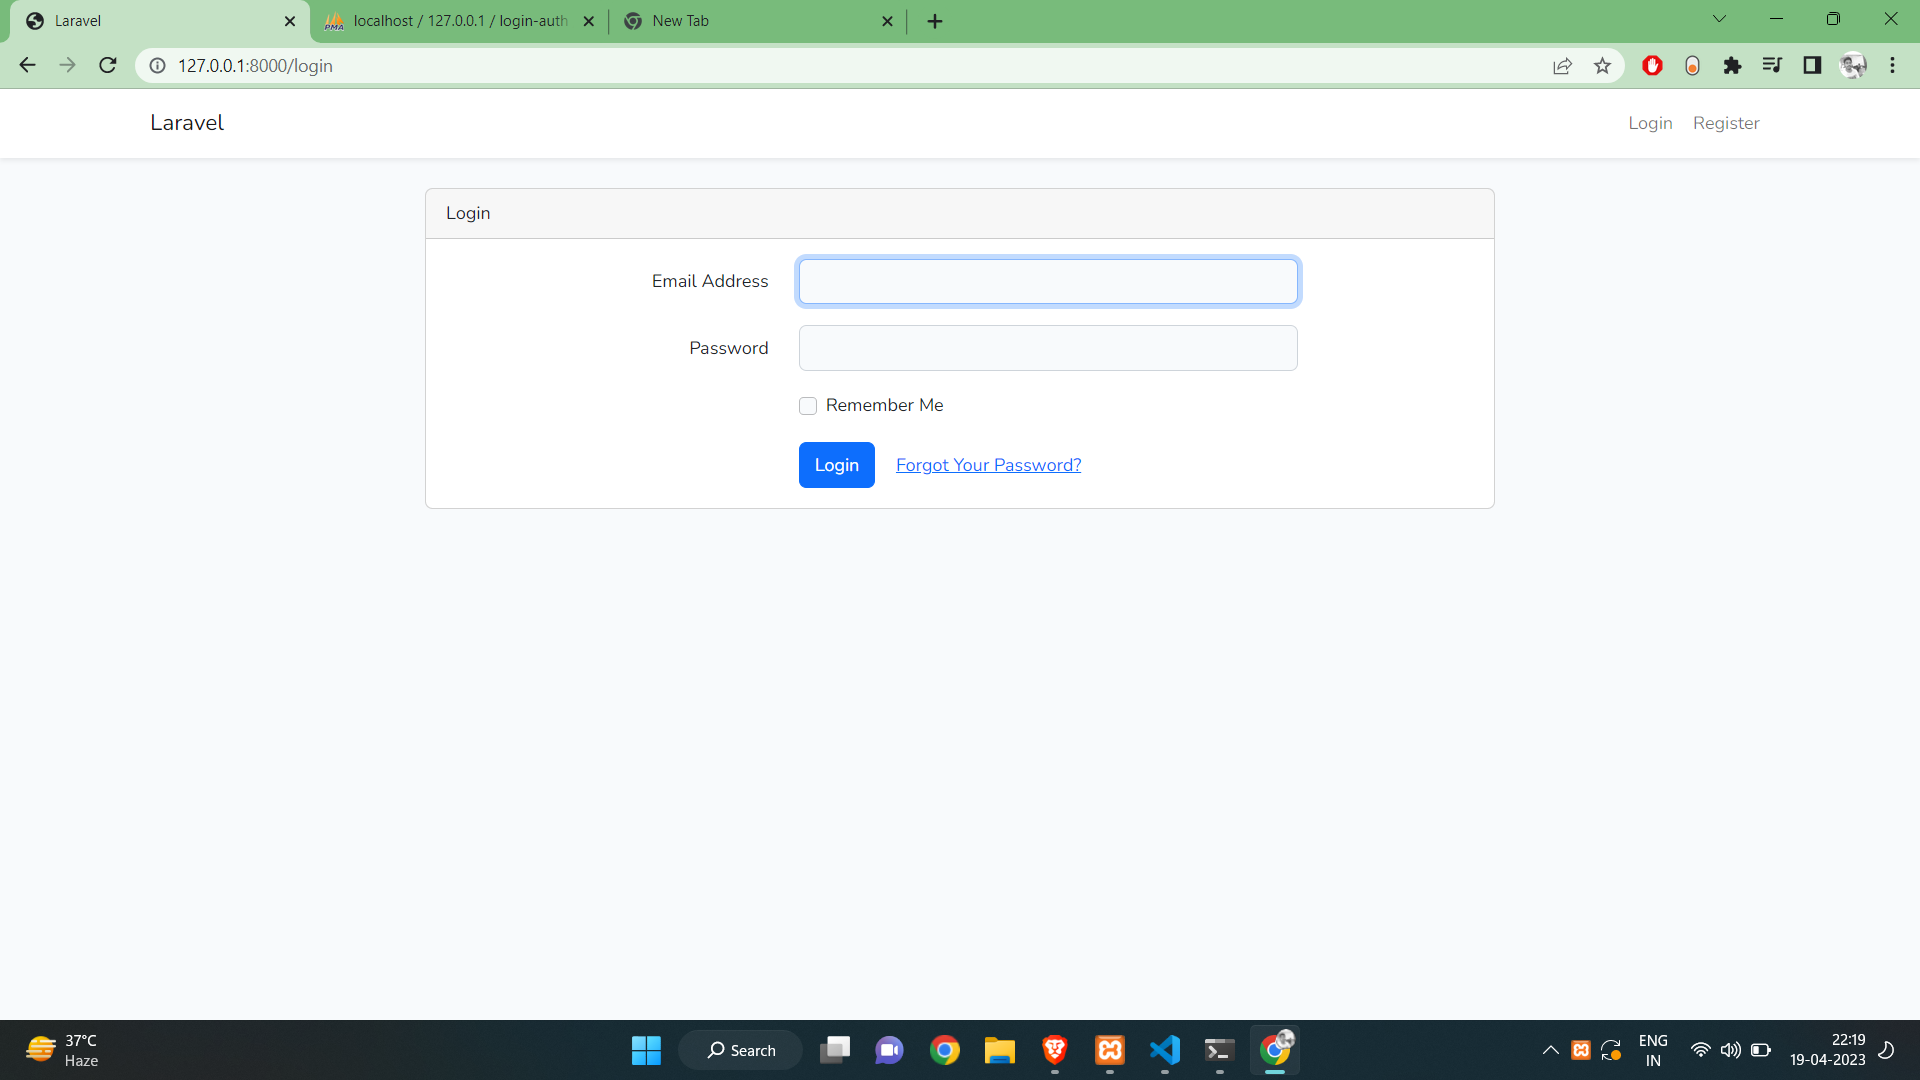 Laravel
localhost / 127.0.0.1 / login-auth
New Tab
127.0.0.1:8000/login
Laravel
Login
Register
Login
Email Address
Password
Remember Me
Login
Forgot Your Password?
37°C
Haze
Search
ENG
IN
22:19
19-04-2023
PMA